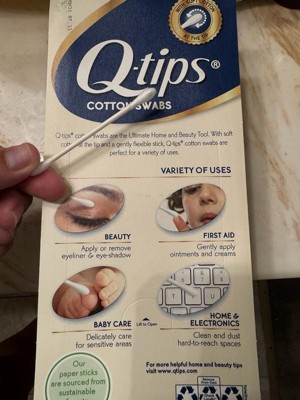 COTTON
AT THE TIP
Q-tips®
COTTON SWABS
Q-tips® cotton swabs are the Ultimate Home and Beauty Tool. With soft
at the tip and a gently flexible stick, Q-tips® cotton swabs are
perfect for a variety of uses.
VARIETY OF USES
BEAUTY
Apply or remove
eyeliner & eye-shadow
FIRST AID
Gently apply
ointments and creams
BABY CARE
Delicately care
for sensitive areas
Lift to Open
HOME &
ELECTRONICS
Clean and dust
hard-to-reach spaces
Our
paper sticks
are sourced from
sustainable
For more helpful home and beauty tips
visit www.qtips.com